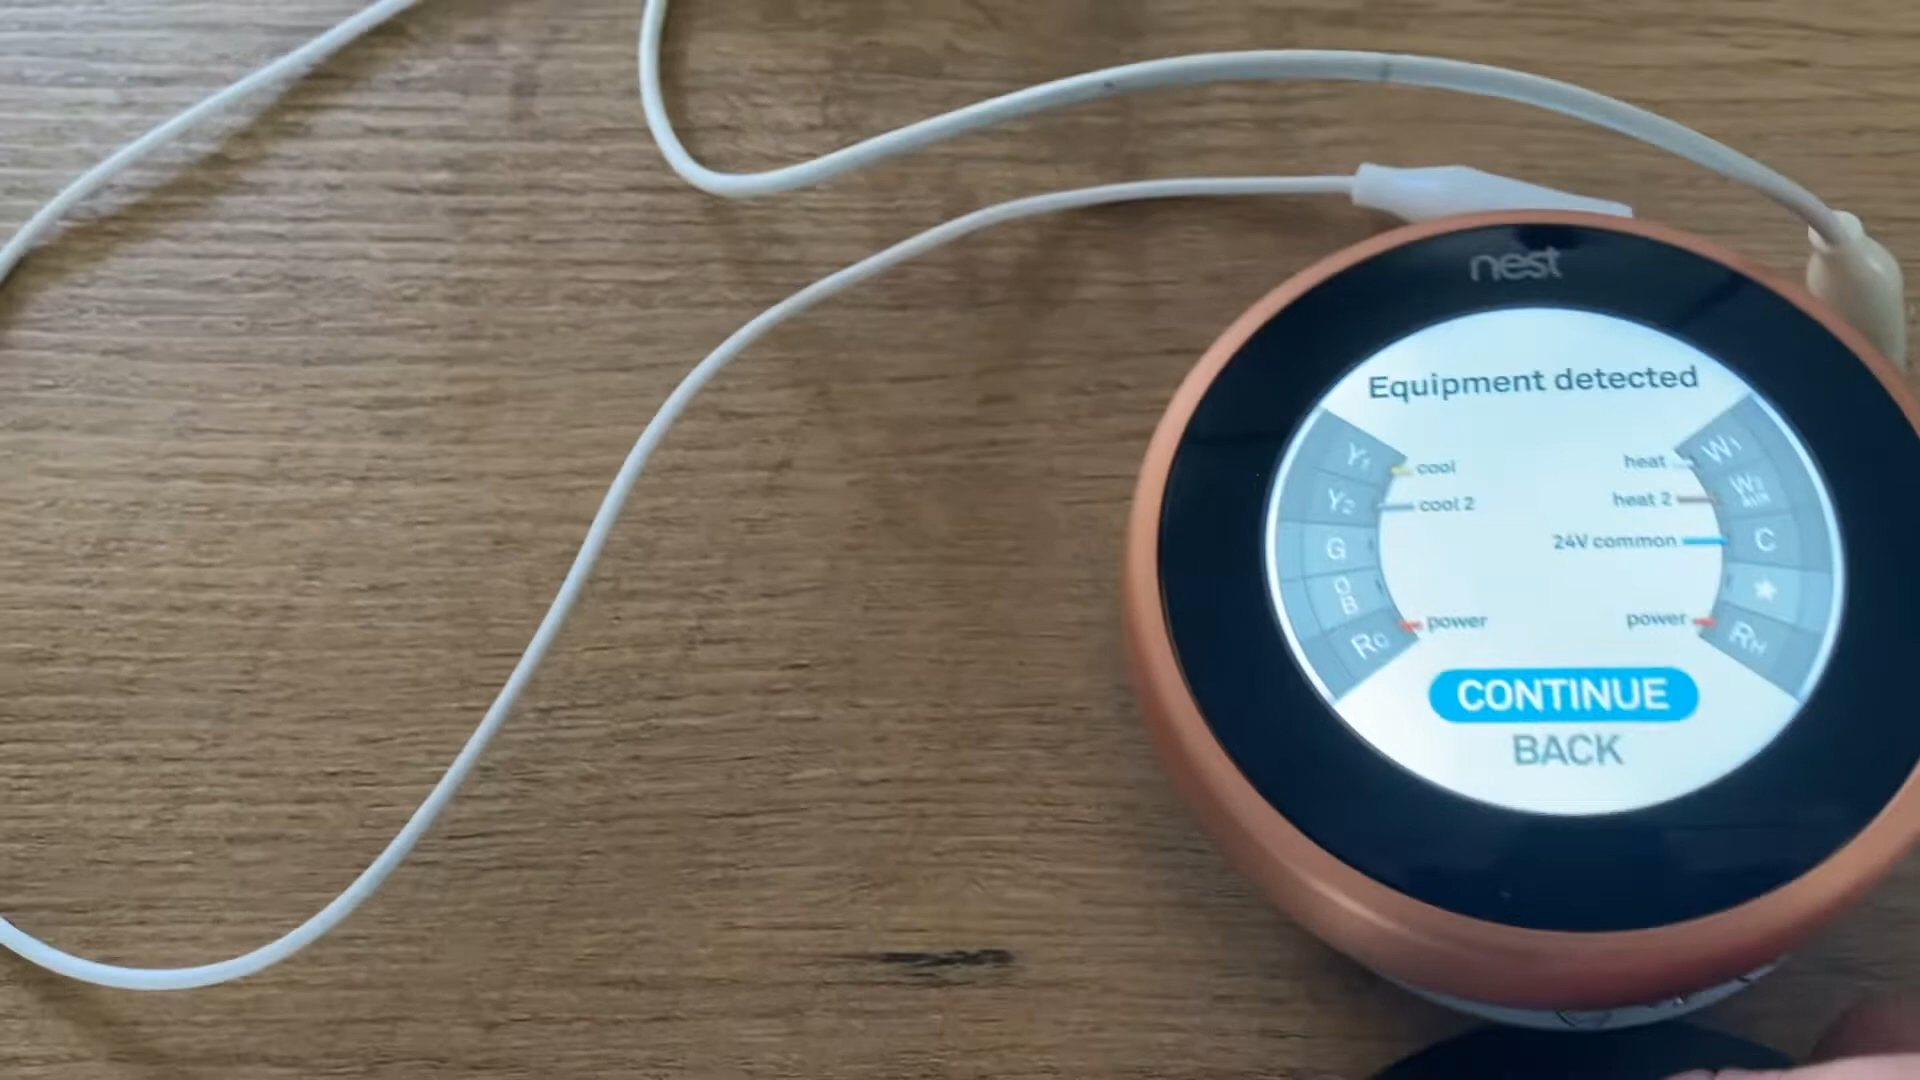 nest
Equipment detected
Y1 cool heat W1
Y2 cool 2 heat 2 W2 AUX
G 24V common C
O B
Rc power power RH
CONTINUE
BACK